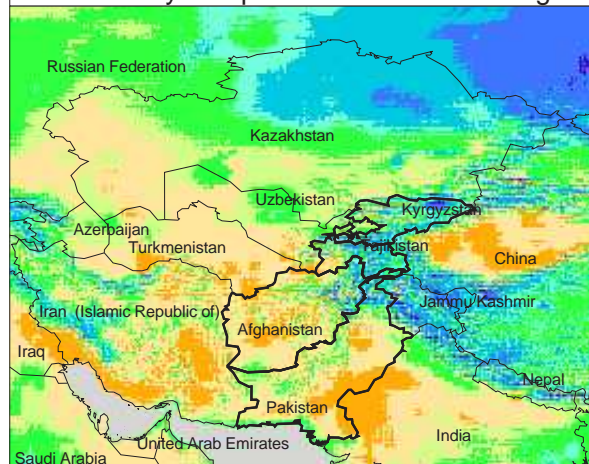 Russian Federation
Kazakhstan
Uzbekistan
Kyrgyzstan
Azerbaijan
Turkmenistan
Tajikistan
China
Iran (Islamic Republic of)
Jammu Kashmir
Afghanistan
Iraq
Nepal
Pakistan
United Arab Emirates
India
Saudi Arabia